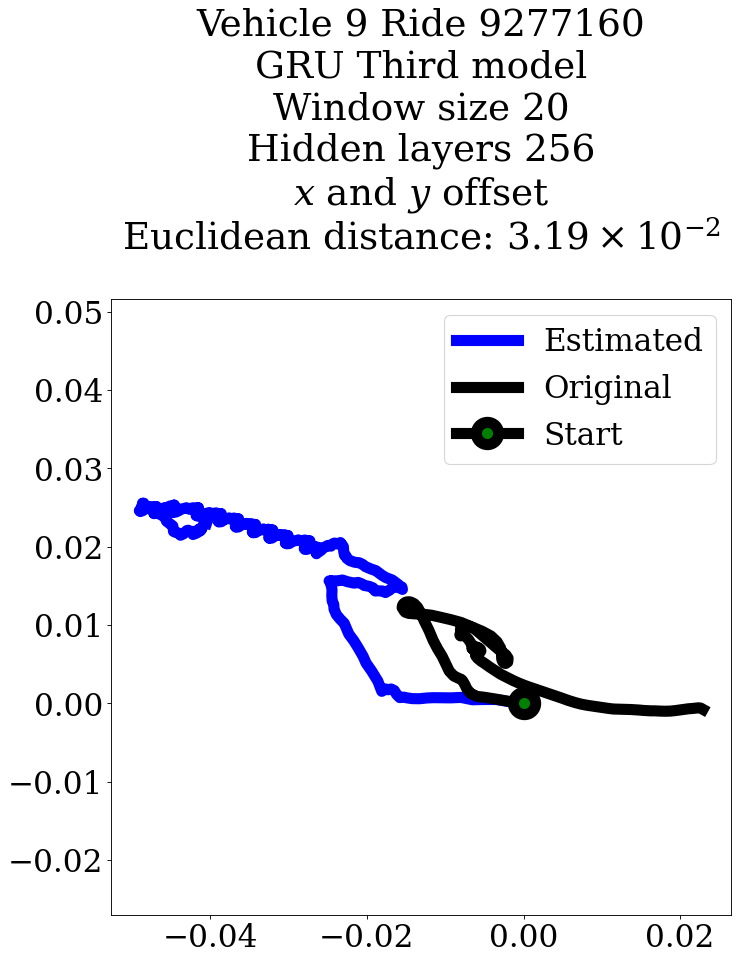 Vehicle 9 Ride 9277160
GRU Third model
Window size 20
Hidden layers 256
x and y offset
Euclidean distance: 3.19 × 10⁻²
Estimated
Original
Start
0.05
0.04
0.03
0.02
0.01
0.00
−0.01
−0.02
−0.04 −0.02 0.00 0.02